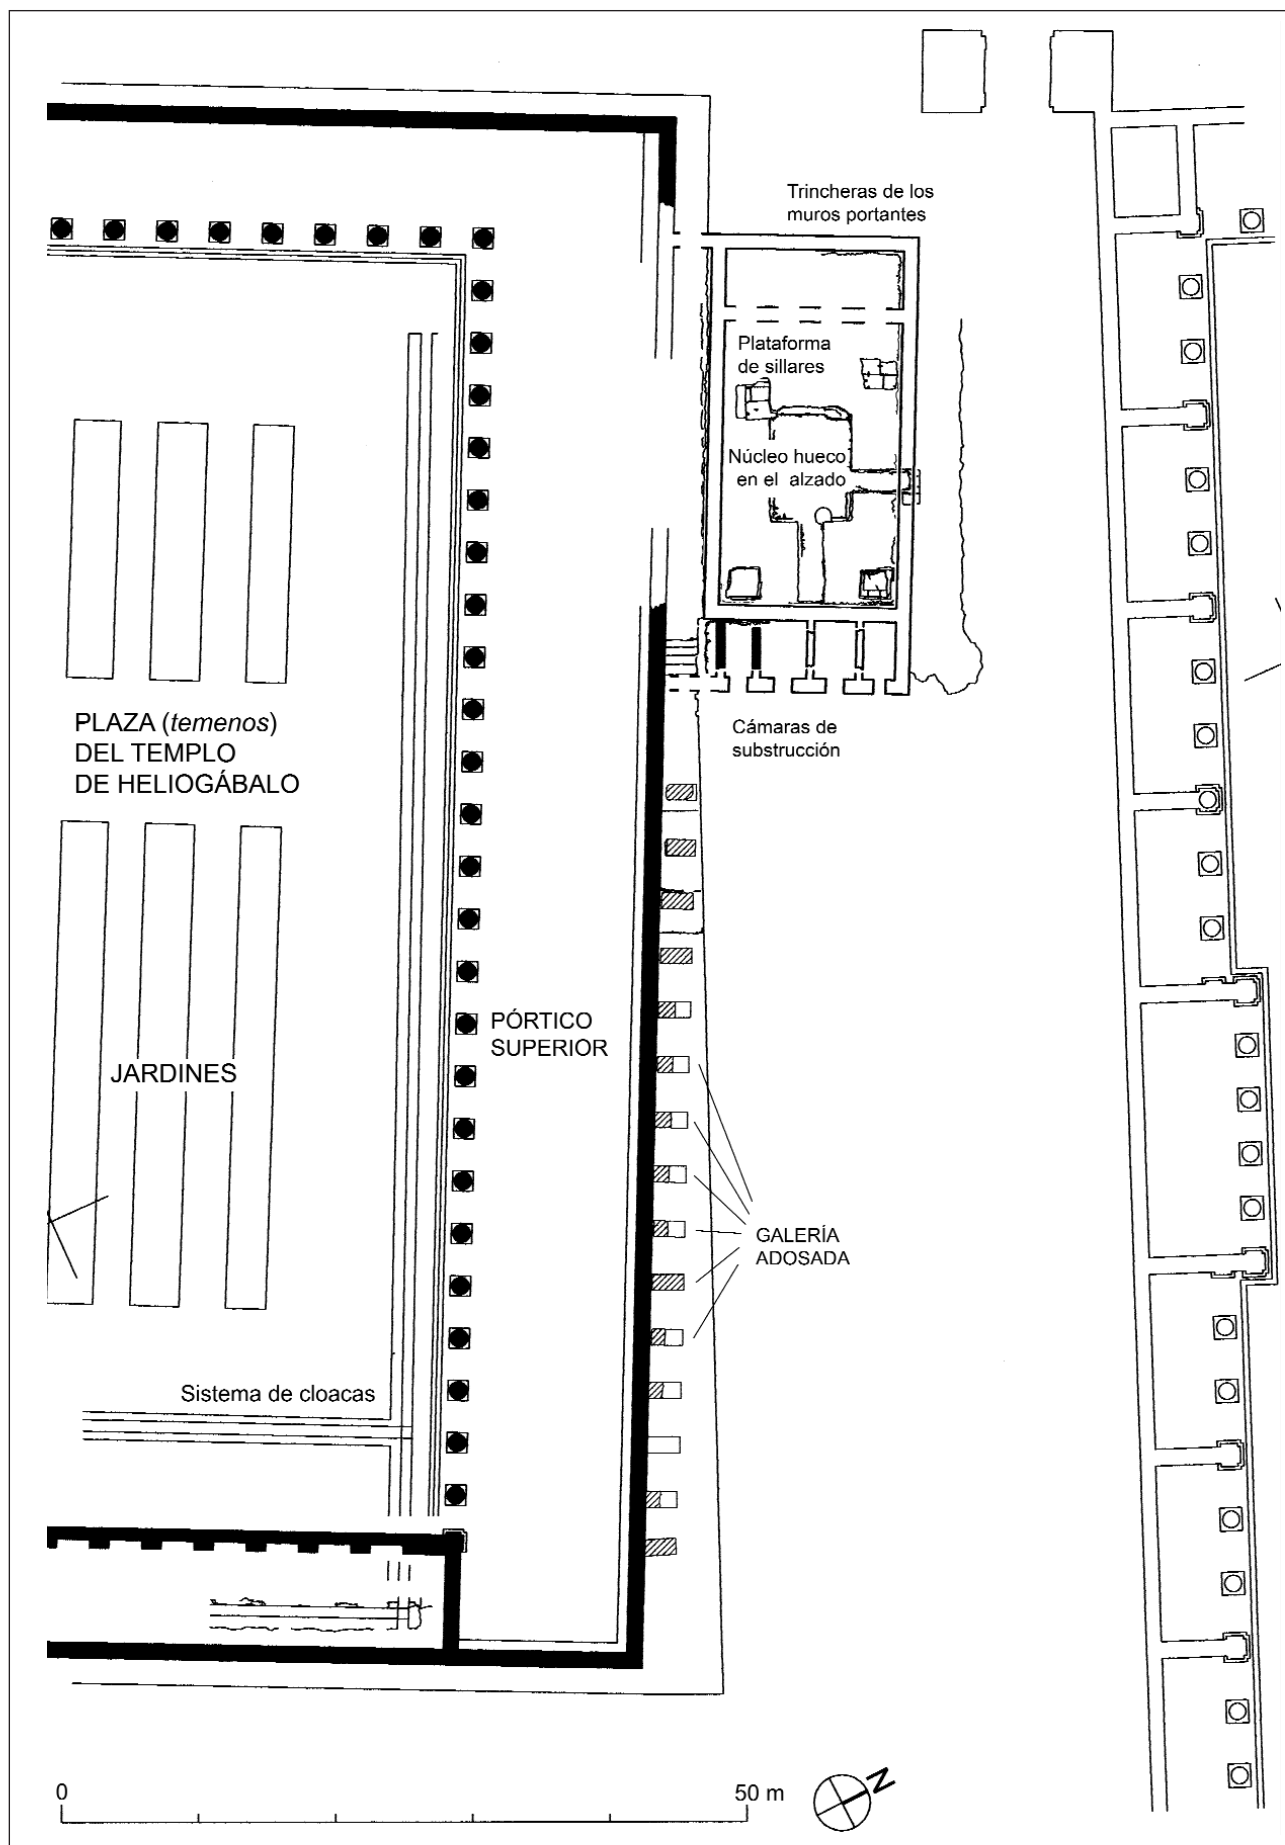 Trincheras de los
muros portantes
Plataforma
de sillares
Núcleo hueco
en el alzado
PLAZA (temenos)
DEL TEMPLO
DE HELIOGÁBALO
Cámaras de
substrucción
PÓRTICO
SUPERIOR
JARDINES
GALERÍA
ADOSADA
Sistema de cloacas
0
50 m
N